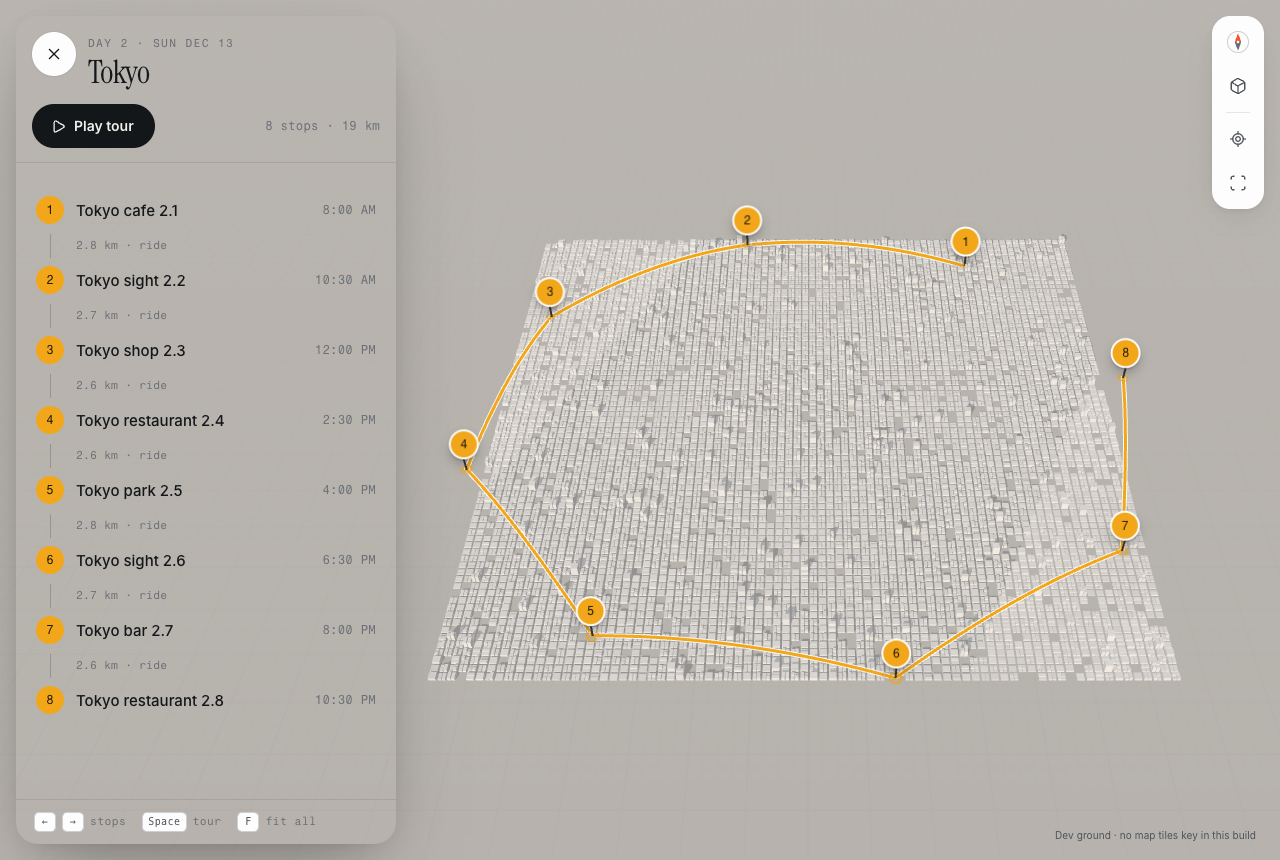 DAY 2 · SUN DEC 13
Tokyo
Play tour
8 stops · 19 km
1 Tokyo cafe 2.1 8:00 AM
2.8 km · ride
2 Tokyo sight 2.2 10:30 AM
2.7 km · ride
3 Tokyo shop 2.3 12:00 PM
2.6 km · ride
4 Tokyo restaurant 2.4 2:30 PM
2.6 km · ride
5 Tokyo park 2.5 4:00 PM
2.8 km · ride
6 Tokyo sight 2.6 6:30 PM
2.7 km · ride
7 Tokyo bar 2.7 8:00 PM
2.6 km · ride
8 Tokyo restaurant 2.8 10:30 PM
← → stops Space tour F fit all
2
1
3
8
4
7
5
6
Dev ground · no map tiles key in this build